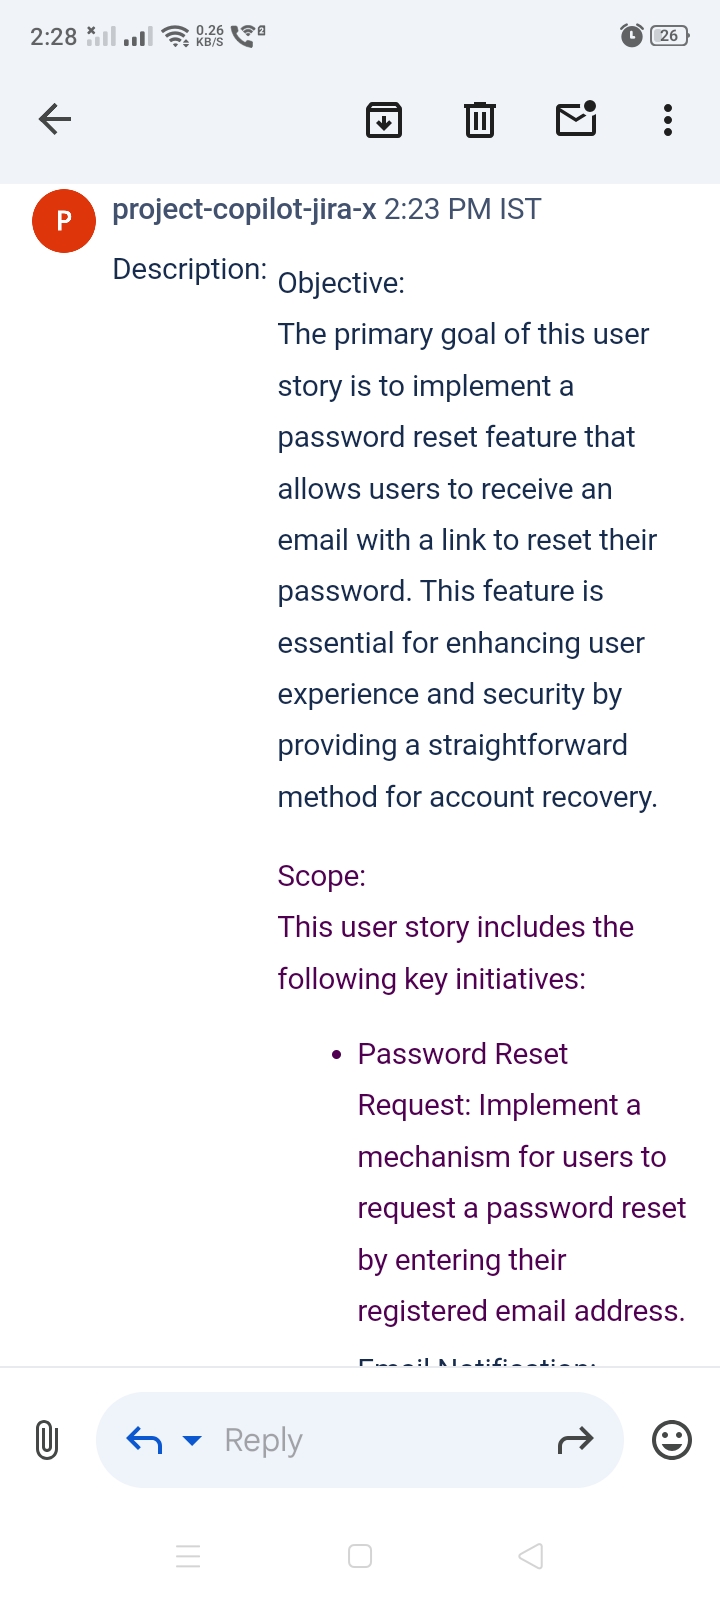 2:28 0.26 KB/S 2 26
P project-copilot-jira-x 2:23 PM IST
Description:
Objective:
The primary goal of this user
story is to implement a
password reset feature that
allows users to receive an
email with a link to reset their
password. This feature is
essential for enhancing user
experience and security by
providing a straightforward
method for account recovery.
Scope:
This user story includes the
following key initiatives:
• Password Reset
Request: Implement a
mechanism for users to
request a password reset
by entering their
registered email address.
Email Notification:
Reply